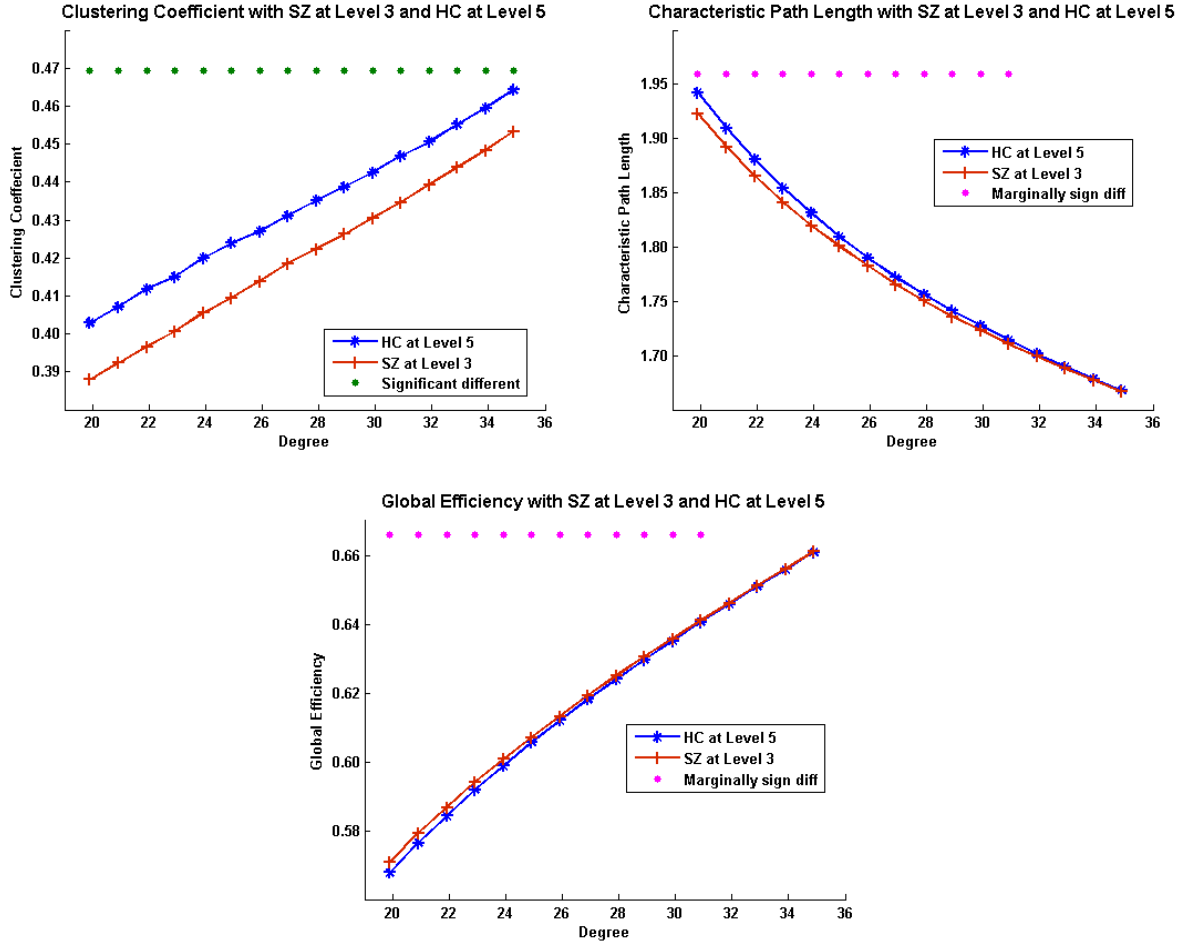 Clustering Coefficient with SZ at Level 3 and HC at Level 5
0.47
0.46
0.45
0.44
0.43
0.42
0.41
0.40
0.39
Clustering Coeffecient
HC at Level 5
SZ at Level 3
Significant different
20 22 24 26 28 30 32 34 36
Degree
Characteristic Path Length with SZ at Level 3 and HC at Level 5
1.95
1.90
1.85
1.80
1.75
1.70
Characteristic Path Length
HC at Level 5
SZ at Level 3
Marginally sign diff
20 22 24 26 28 30 32 34 36
Degree
Global Efficiency with SZ at Level 3 and HC at Level 5
0.66
0.64
0.62
0.60
0.58
Global Efficiency
HC at Level 5
SZ at Level 3
Marginally sign diff
20 22 24 26 28 30 32 34 36
Degree